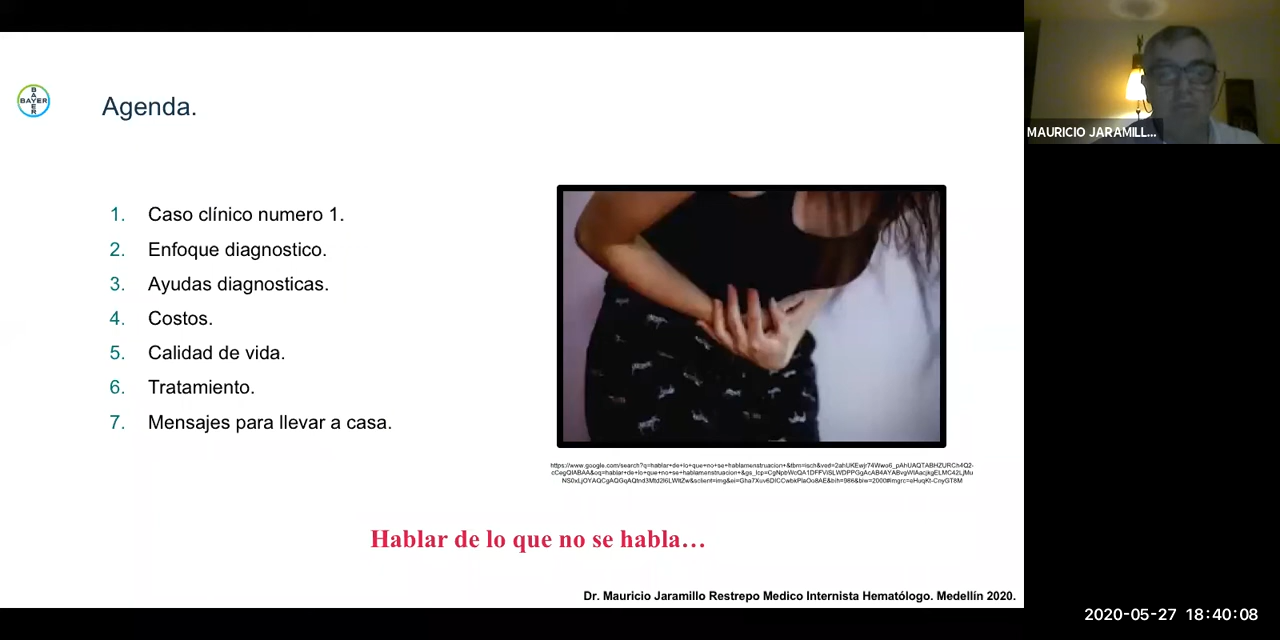 BAYER
BAYER
Agenda.
1. Caso clínico numero 1.
2. Enfoque diagnostico.
3. Ayudas diagnosticas.
4. Costos.
5. Calidad de vida.
6. Tratamiento.
7. Mensajes para llevar a casa.
Hablar de lo que no se habla…
Dr. Mauricio Jaramillo Restrepo Medico Internista Hematólogo. Medellín 2020.
MAURICIO JARAMILL...
2020-05-27 18:40:08